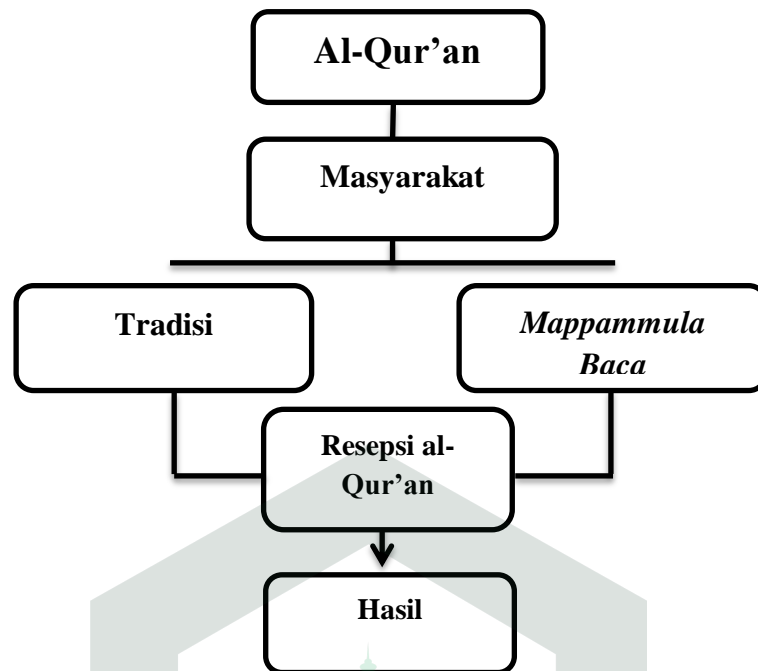 Al-Qur’an
Masyarakat
Tradisi
Mappammula
Baca
Resepsi al-
Qur’an
Hasil